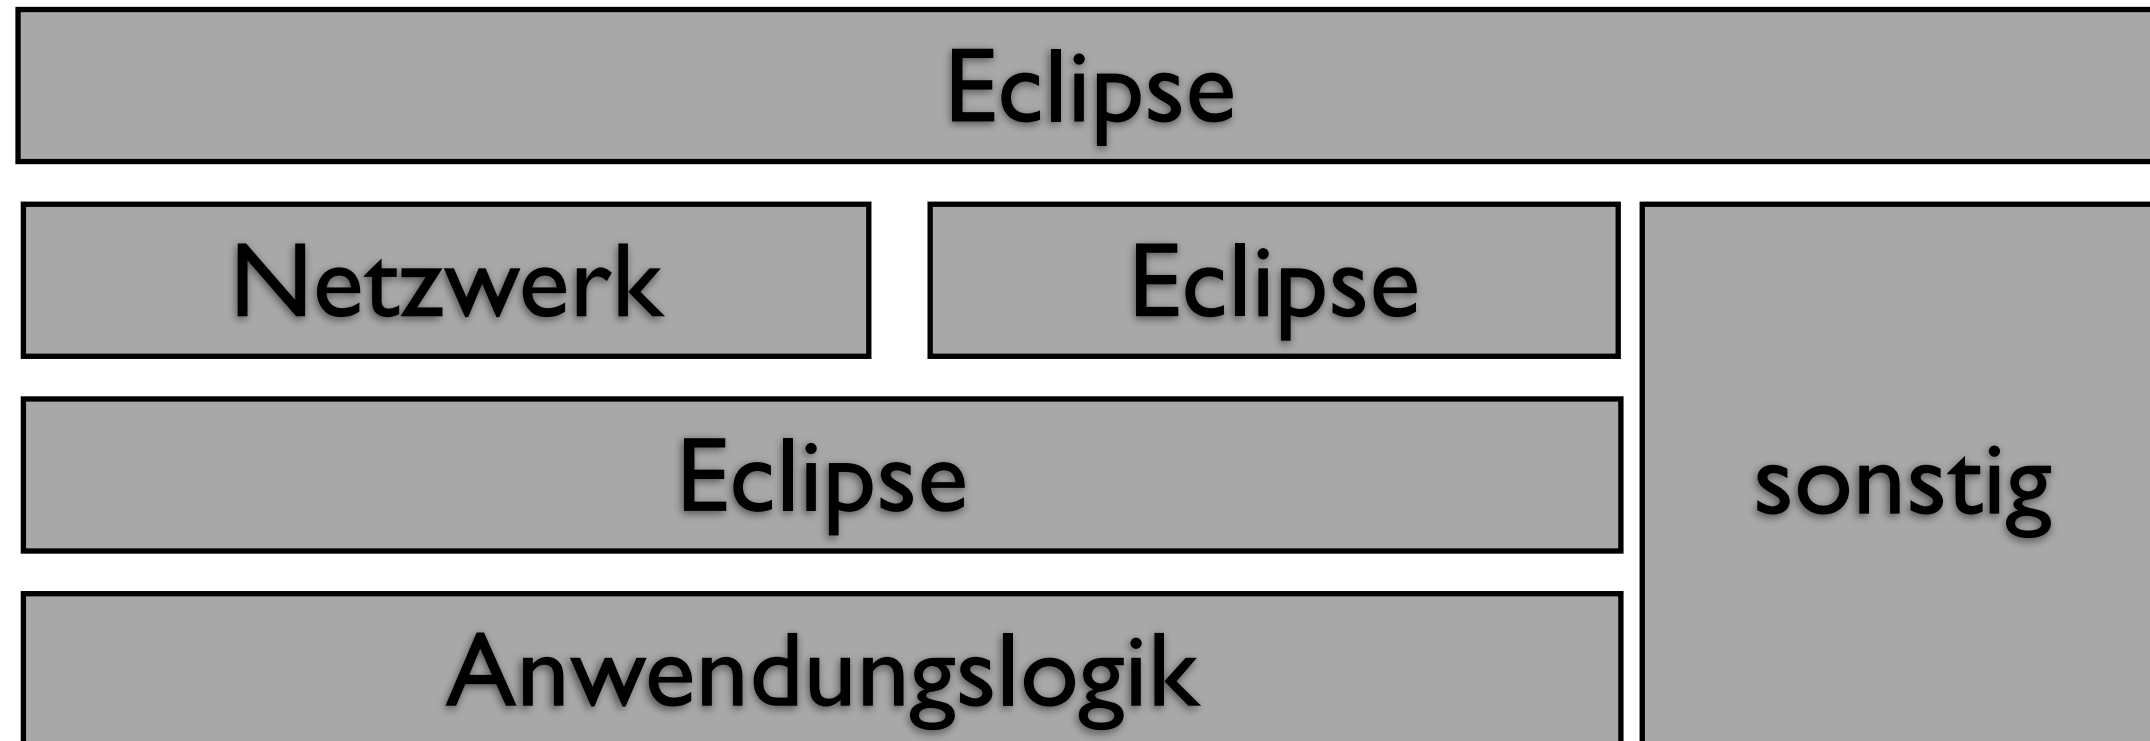 Eclipse
Netzwerk
Eclipse
Eclipse
sonstig
Anwendungslogik